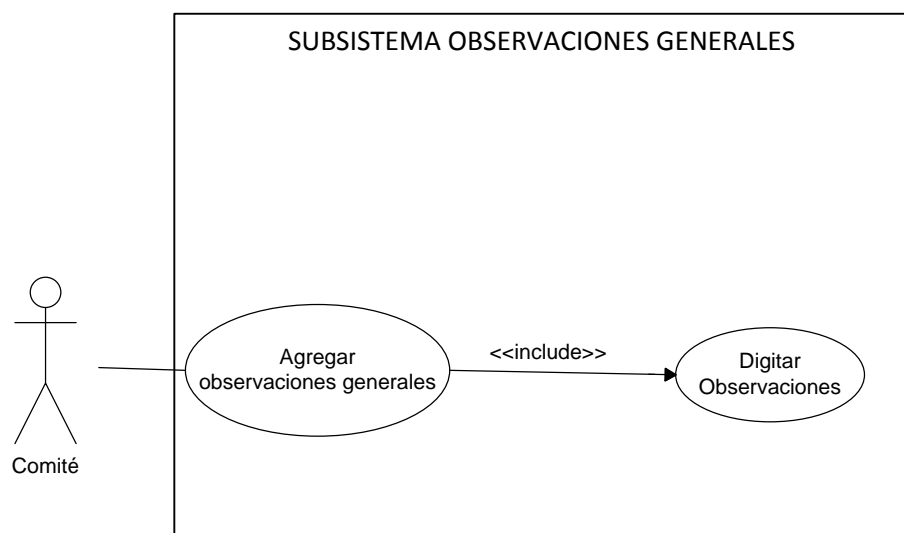 SUBSISTEMA OBSERVACIONES GENERALES
Agregar
observaciones generales
<<include>>
Digitar
Observaciones
Comité